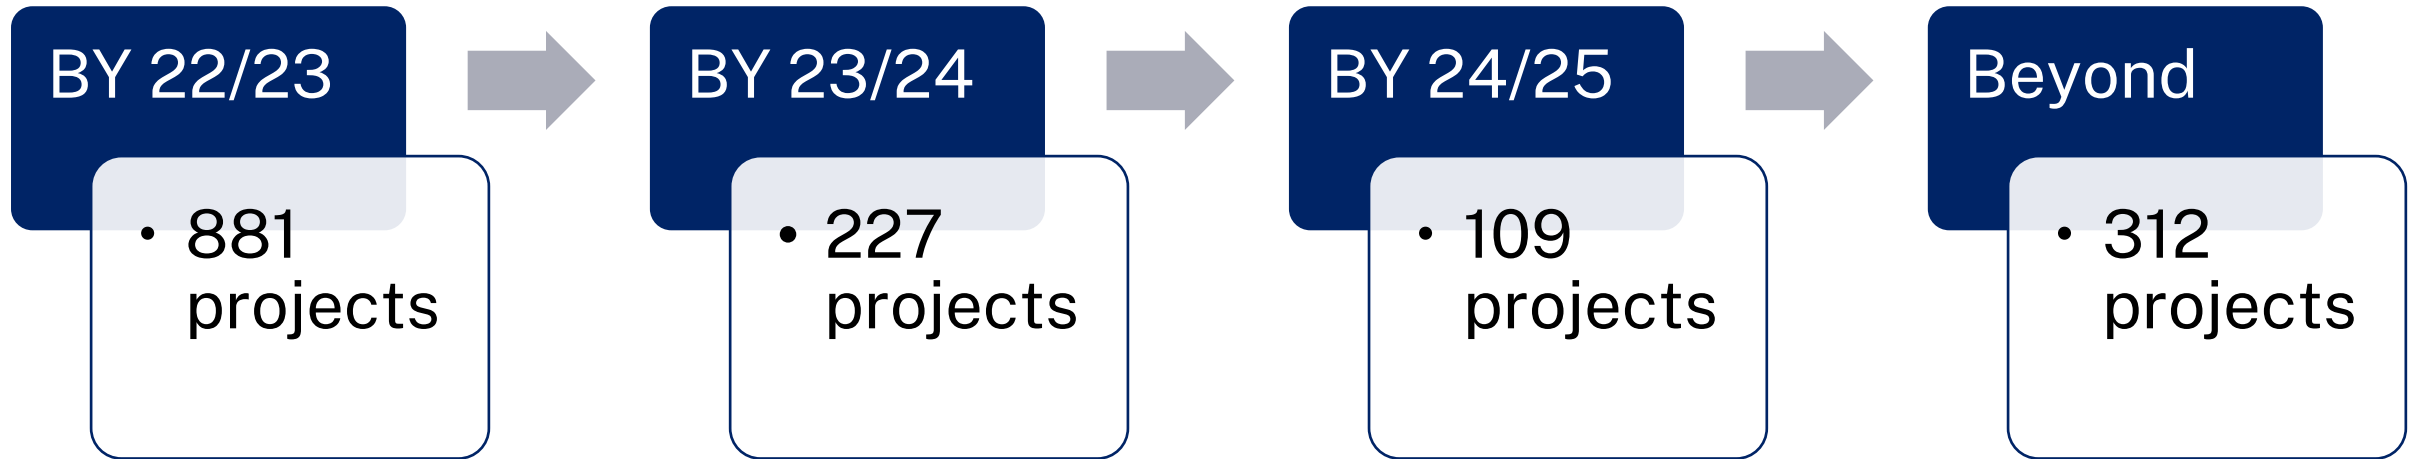 BY 22/23
• 881
projects
BY 23/24
• 227
projects
BY 24/25
• 109
projects
Beyond
• 312
projects